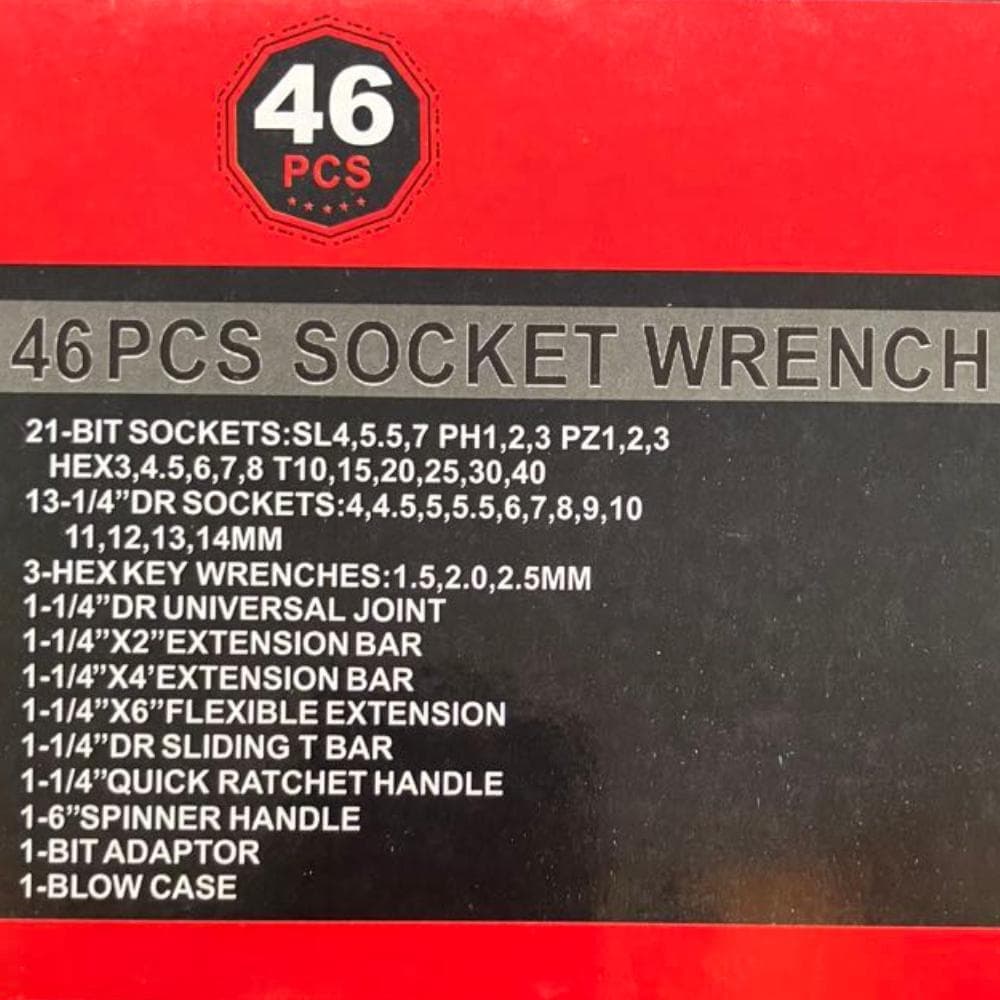 46
PCS
46PCS SOCKET WRENCH
21-BIT SOCKETS:SL4,5.5,7 PH1,2,3 PZ1,2,3
HEX3,4.5,6,7,8 T10,15,20,25,30,40
13-1/4”DR SOCKETS:4,4.5,5,5.5,6,7,8,9,10
11,12,13,14MM
3-HEX KEY WRENCHES:1.5,2.0,2.5MM
1-1/4”DR UNIVERSAL JOINT
1-1/4”X2”EXTENSION BAR
1-1/4”X4’EXTENSION BAR
1-1/4”X6”FLEXIBLE EXTENSION
1-1/4”DR SLIDING T BAR
1-1/4”QUICK RATCHET HANDLE
1-6”SPINNER HANDLE
1-BIT ADAPTOR
1-BLOW CASE